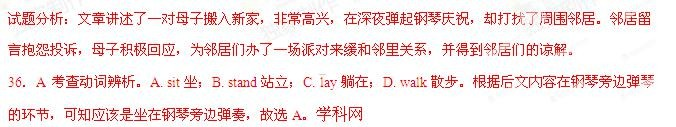 试题分析：文章讲述了一对母子搬入新家，非常高兴，在深夜弹起钢琴庆祝，却打扰了周围邻居。邻居留
言抱怨投诉，母子积极回应，为邻居们办了一场派对来缓和邻里关系，并得到邻居们的谅解。
36．A 考查动词辨析。A. sit 坐；B. stand 站立；C. lay 躺在；D. walk 散步。根据后文内容在钢琴旁边弹琴
的环节，可知应该是坐在钢琴旁边弹奏，故选 A。学科网